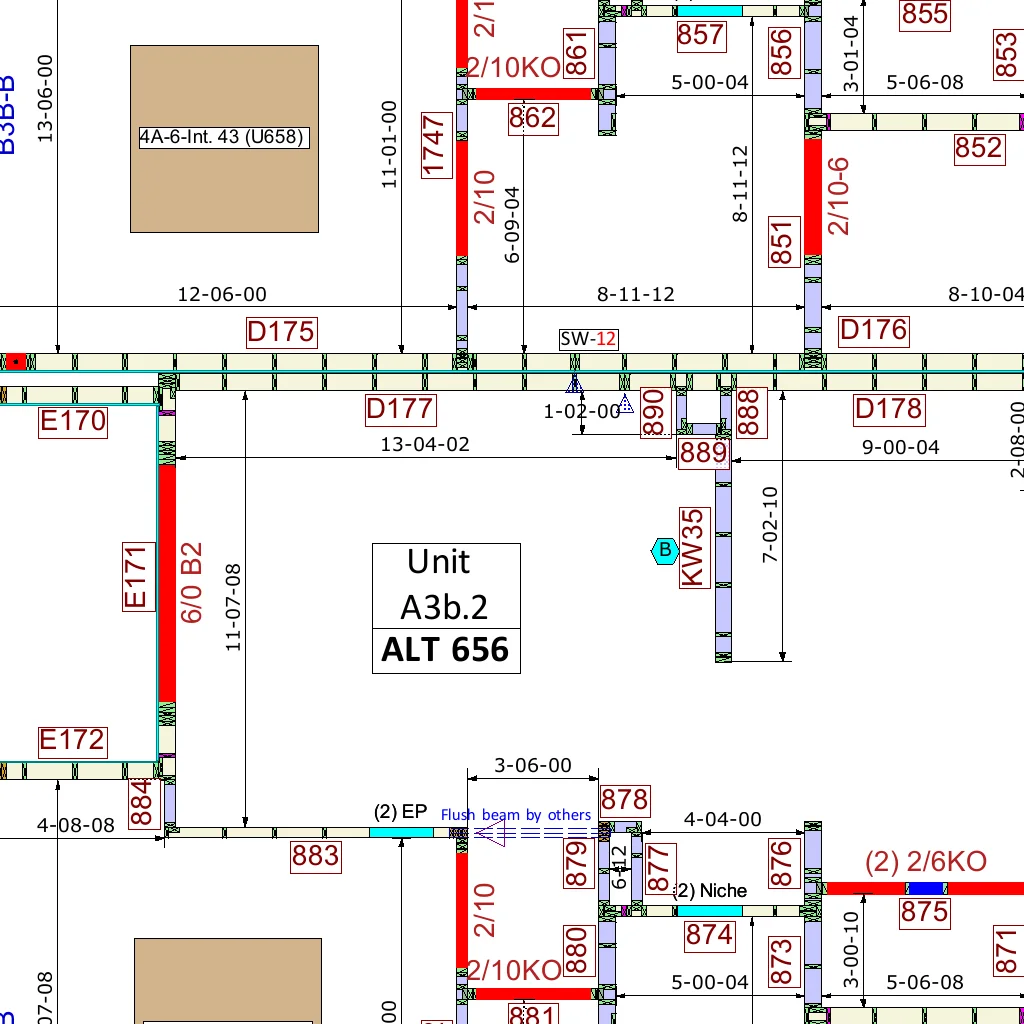 2/1
861
857
856
855
853
2/10KO
3-01-04
13-06-00
B3B-B
5-00-04
5-06-08
4A-6-Int. 43 (U658)
11-01-00
1747
862
852
2/10
6-09-04
8-11-12
2/10-6
851
12-06-00
8-11-12
8-10-04
D175
SW-12
D176
E170
D177
1-02-00
890
888
D178
2-08-00
13-04-02
889
9-00-04
E171
6/0 B2
11-07-08
KW35
B
7-02-10
Unit
A3b.2
ALT 656
E172
3-06-00
884
878
4-08-08
(2) EP
Flush beam by others
4-04-00
883
879
6-12
877
876
(2) 2/6KO
(2) Niche
2/10
880
874
873
875
3-00-10
871
2/10KO
5-00-04
5-06-08
07-08
00
881